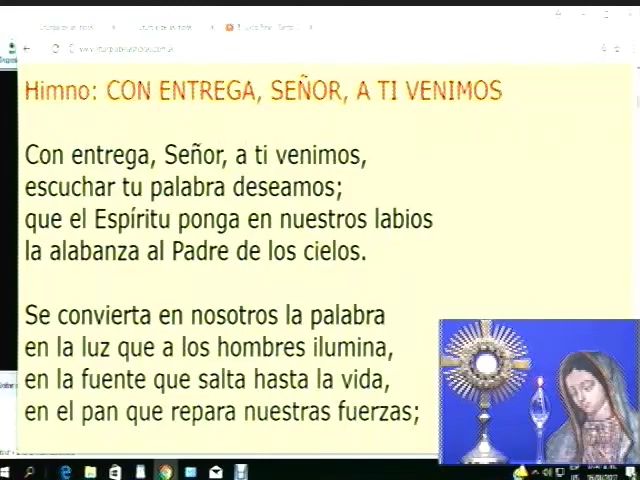 Himno: CON ENTREGA, SEÑOR, A TI VENIMOS
Con entrega, Señor, a ti venimos,
escuchar tu palabra deseamos;
que el Espíritu ponga en nuestros labios
la alabanza al Padre de los cielos.
Se convierta en nosotros la palabra
en la luz que a los hombres ilumina,
en la fuente que salta hasta la vida,
en el pan que repara nuestras fuerzas;